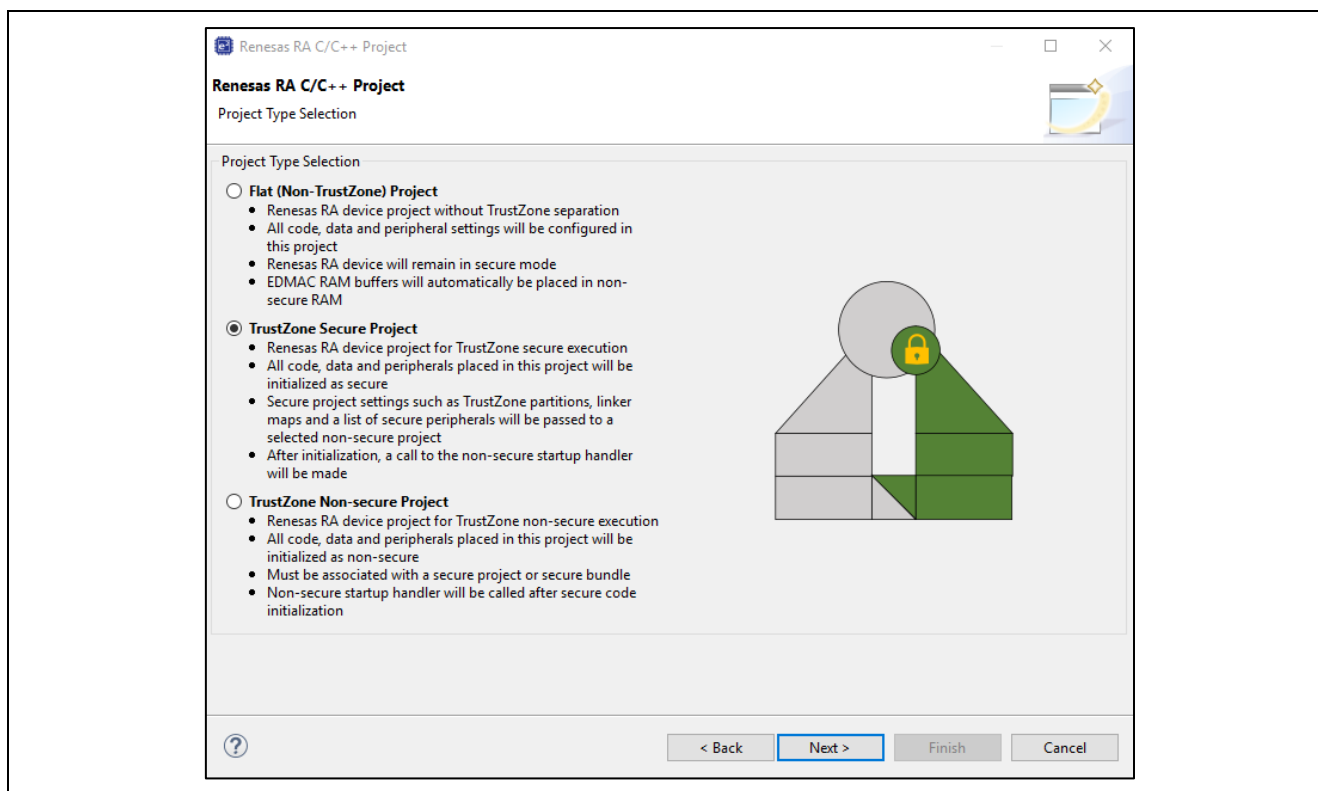 Renesas RA C/C++ Project
Renesas RA C/C++ Project
Project Type Selection
Project Type Selection
Flat (Non-TrustZone) Project
• Renesas RA device project without TrustZone separation
• All code, data and peripheral settings will be configured in
this project
• Renesas RA device will remain in secure mode
• EDMAC RAM buffers will automatically be placed in non-
secure RAM
TrustZone Secure Project
• Renesas RA device project for TrustZone secure execution
• All code, data and peripherals placed in this project will be
initialized as secure
• Secure project settings such as TrustZone partitions, linker
maps and a list of secure peripherals will be passed to a
selected non-secure project
• After initialization, a call to the non-secure startup handler
will be made
TrustZone Non-secure Project
• Renesas RA device project for TrustZone non-secure execution
• All code, data and peripherals placed in this project will be
initialized as non-secure
• Must be associated with a secure project or secure bundle
• Non-secure startup handler will be called after secure code
initialization
? < Back Next > Finish Cancel